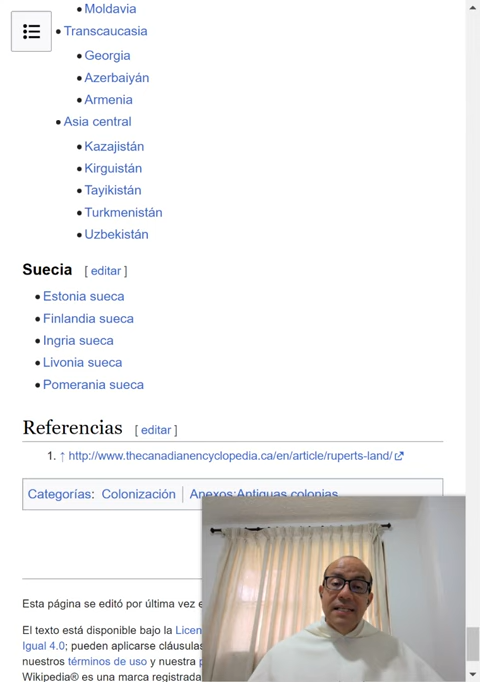 Moldavia
Transcaucasia
Georgia
Azerbaiyán
Armenia
Asia central
Kazajistán
Kirguistán
Tayikistán
Turkmenistán
Uzbekistán
Suecia [ editar ]
Estonia sueca
Finlandia sueca
Ingria sueca
Livonia sueca
Pomerania sueca
Referencias [ editar ]
1. ↑ http://www.thecanadianencyclopedia.ca/en/article/ruperts-land/
Categorías: Colonización | Anexos:Antiguas colonias
Esta página se editó por última vez
El texto está disponible bajo la
Igual 4.0; pueden aplicarse cláusulas
nuestros términos de uso y nuestra
Wikipedia® es una marca registrada